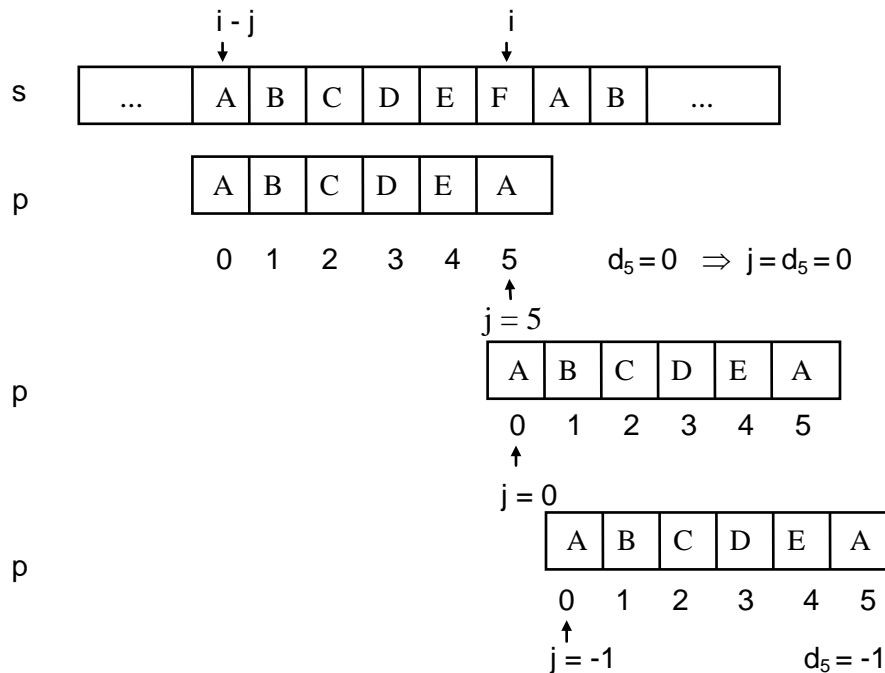 i - j i
s ... A B C D E F A B ...
p A B C D E A
0 1 2 3 4 5 d₅ = 0 ⇒ j = d₅ = 0
j = 5
p A B C D E A
0 1 2 3 4 5
j = 0
p A B C D E A
0 1 2 3 4 5
j = -1 d₅ = -1